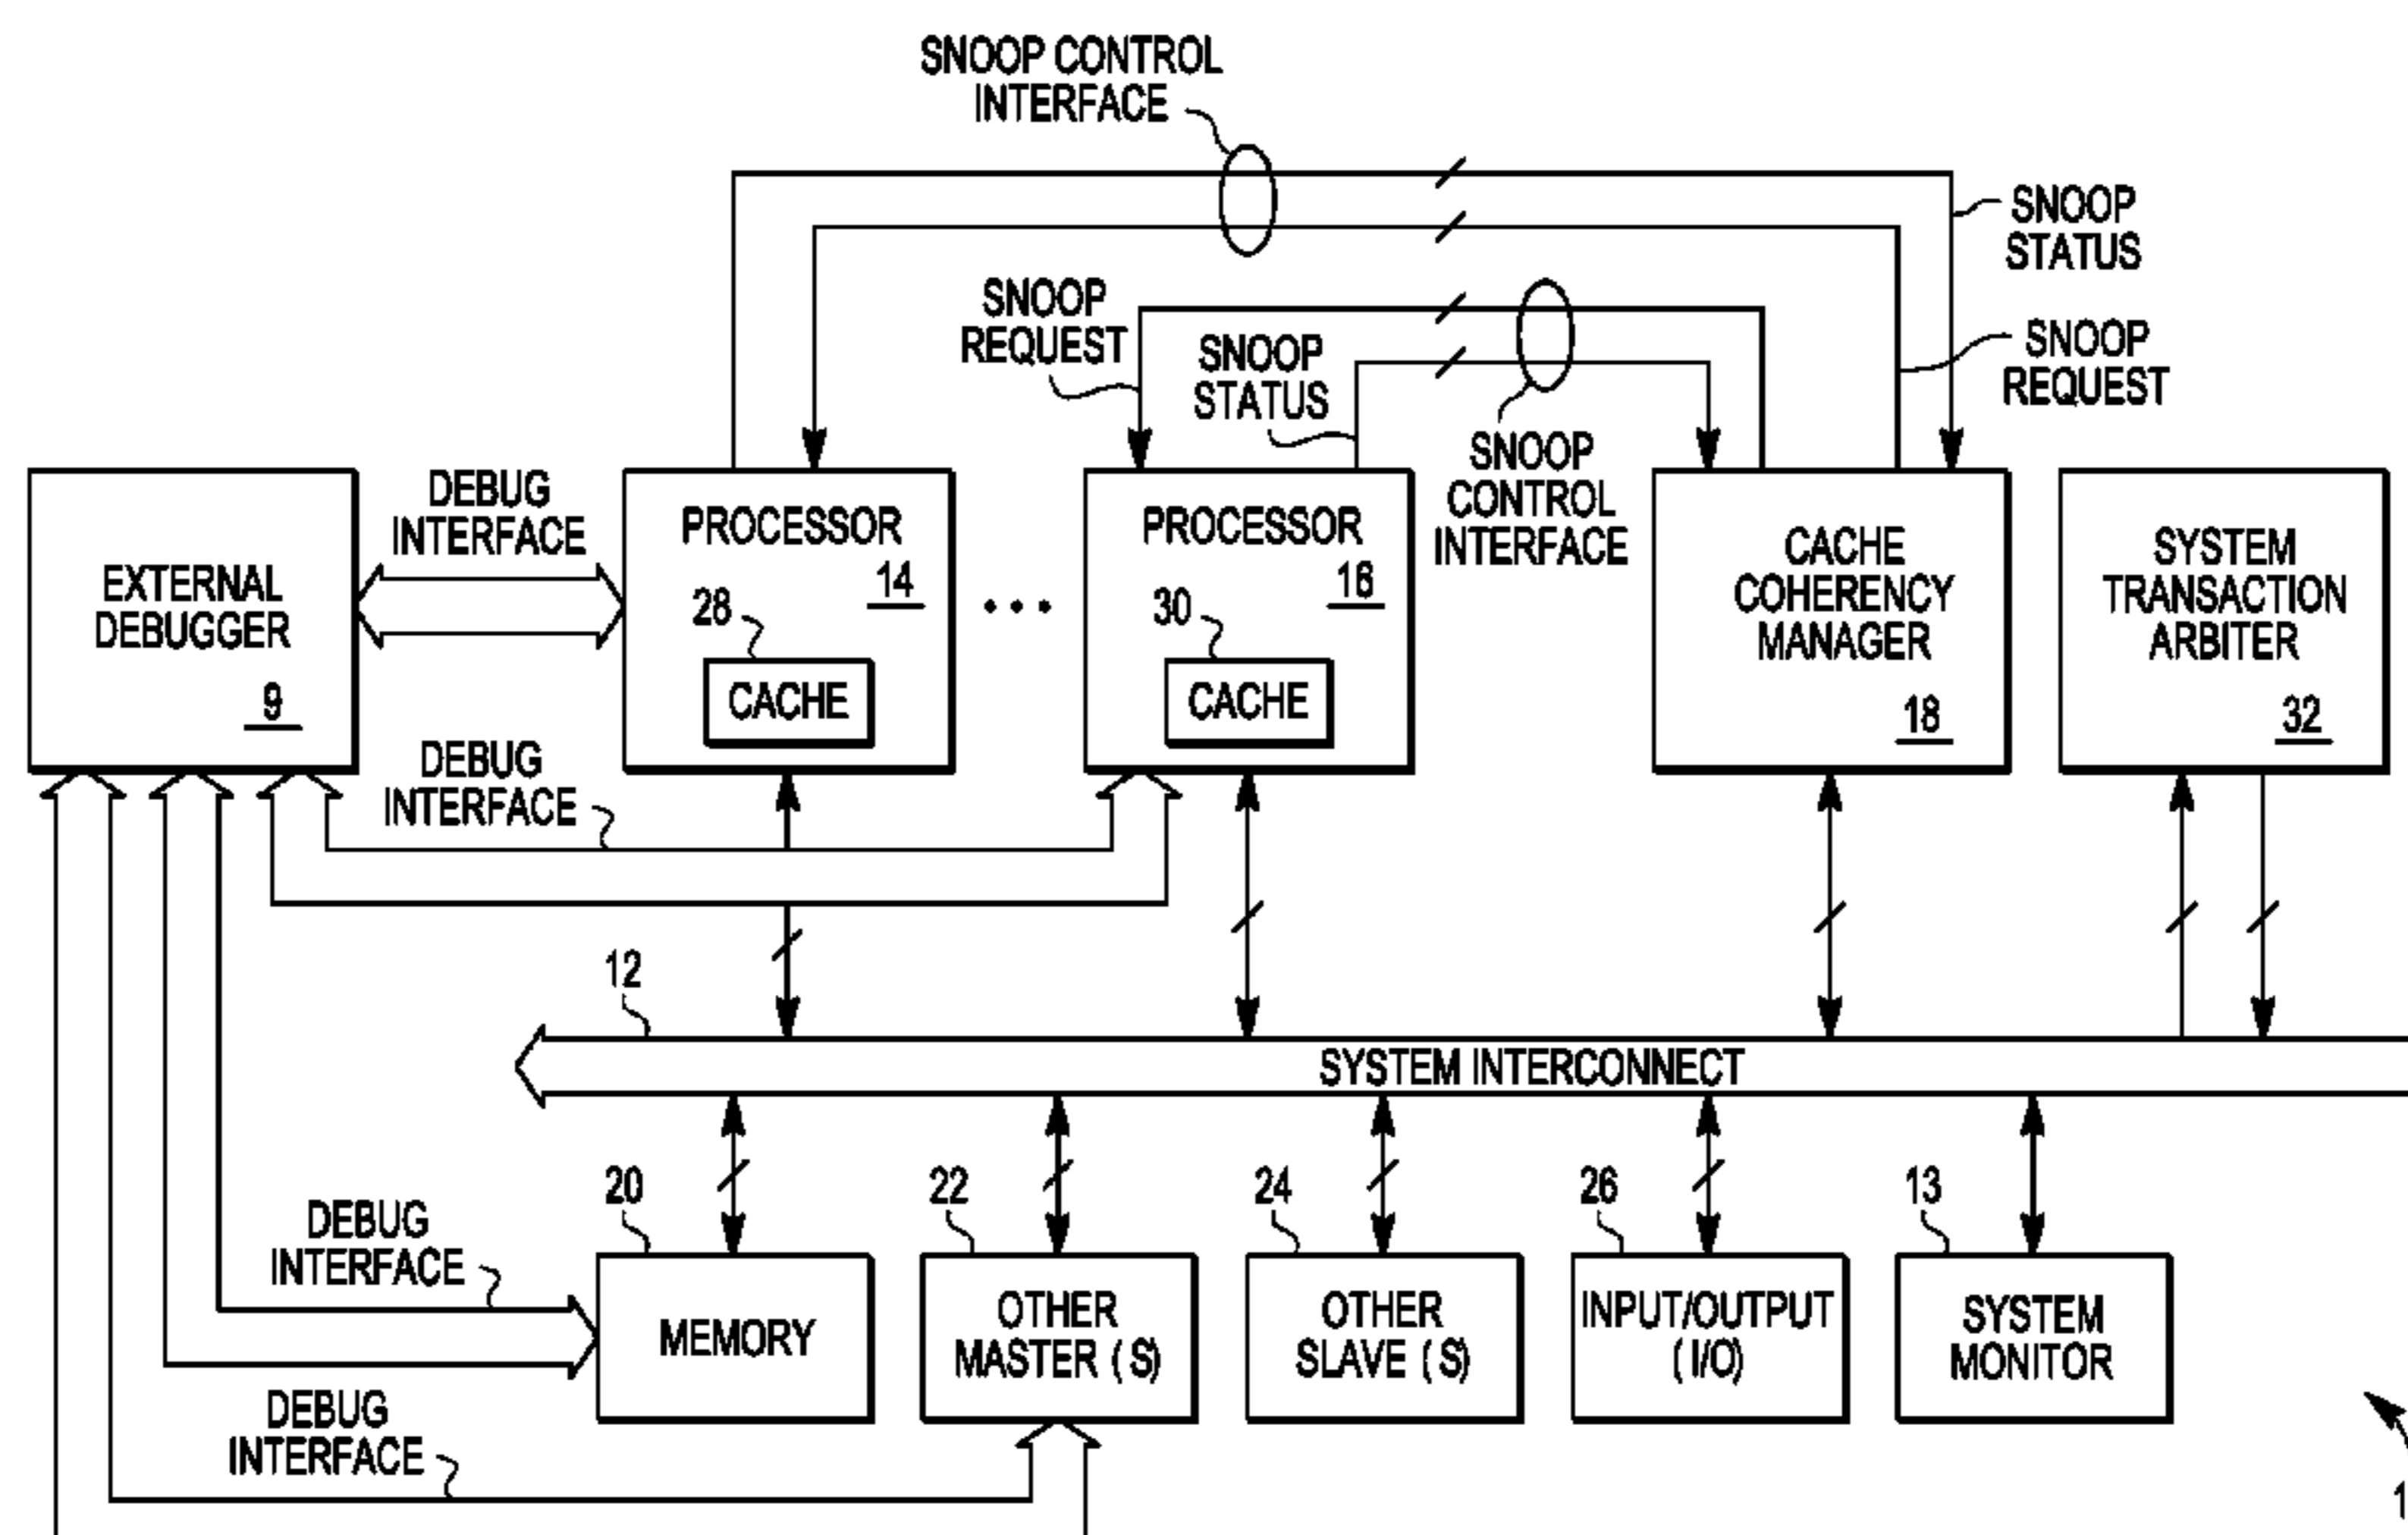 SNOOP CONTROL
INTERFACE
SNOOP
STATUS
SNOOP
REQUEST
SNOOP
STATUS
SNOOP
REQUEST
SNOOP
CONTROL
INTERFACE
DEBUG
INTERFACE
EXTERNAL
DEBUGGER
9
PROCESSOR
14
28
CACHE
PROCESSOR
16
30
CACHE
CACHE
COHERENCY
MANAGER
18
SYSTEM
TRANSACTION
ARBITER
32
DEBUG
INTERFACE
12
SYSTEM INTERCONNECT
20
22
24
26
13
DEBUG
INTERFACE
MEMORY
OTHER
MASTER (S)
OTHER
SLAVE (S)
INPUT/OUTPUT
(I/O)
SYSTEM
MONITOR
DEBUG
INTERFACE